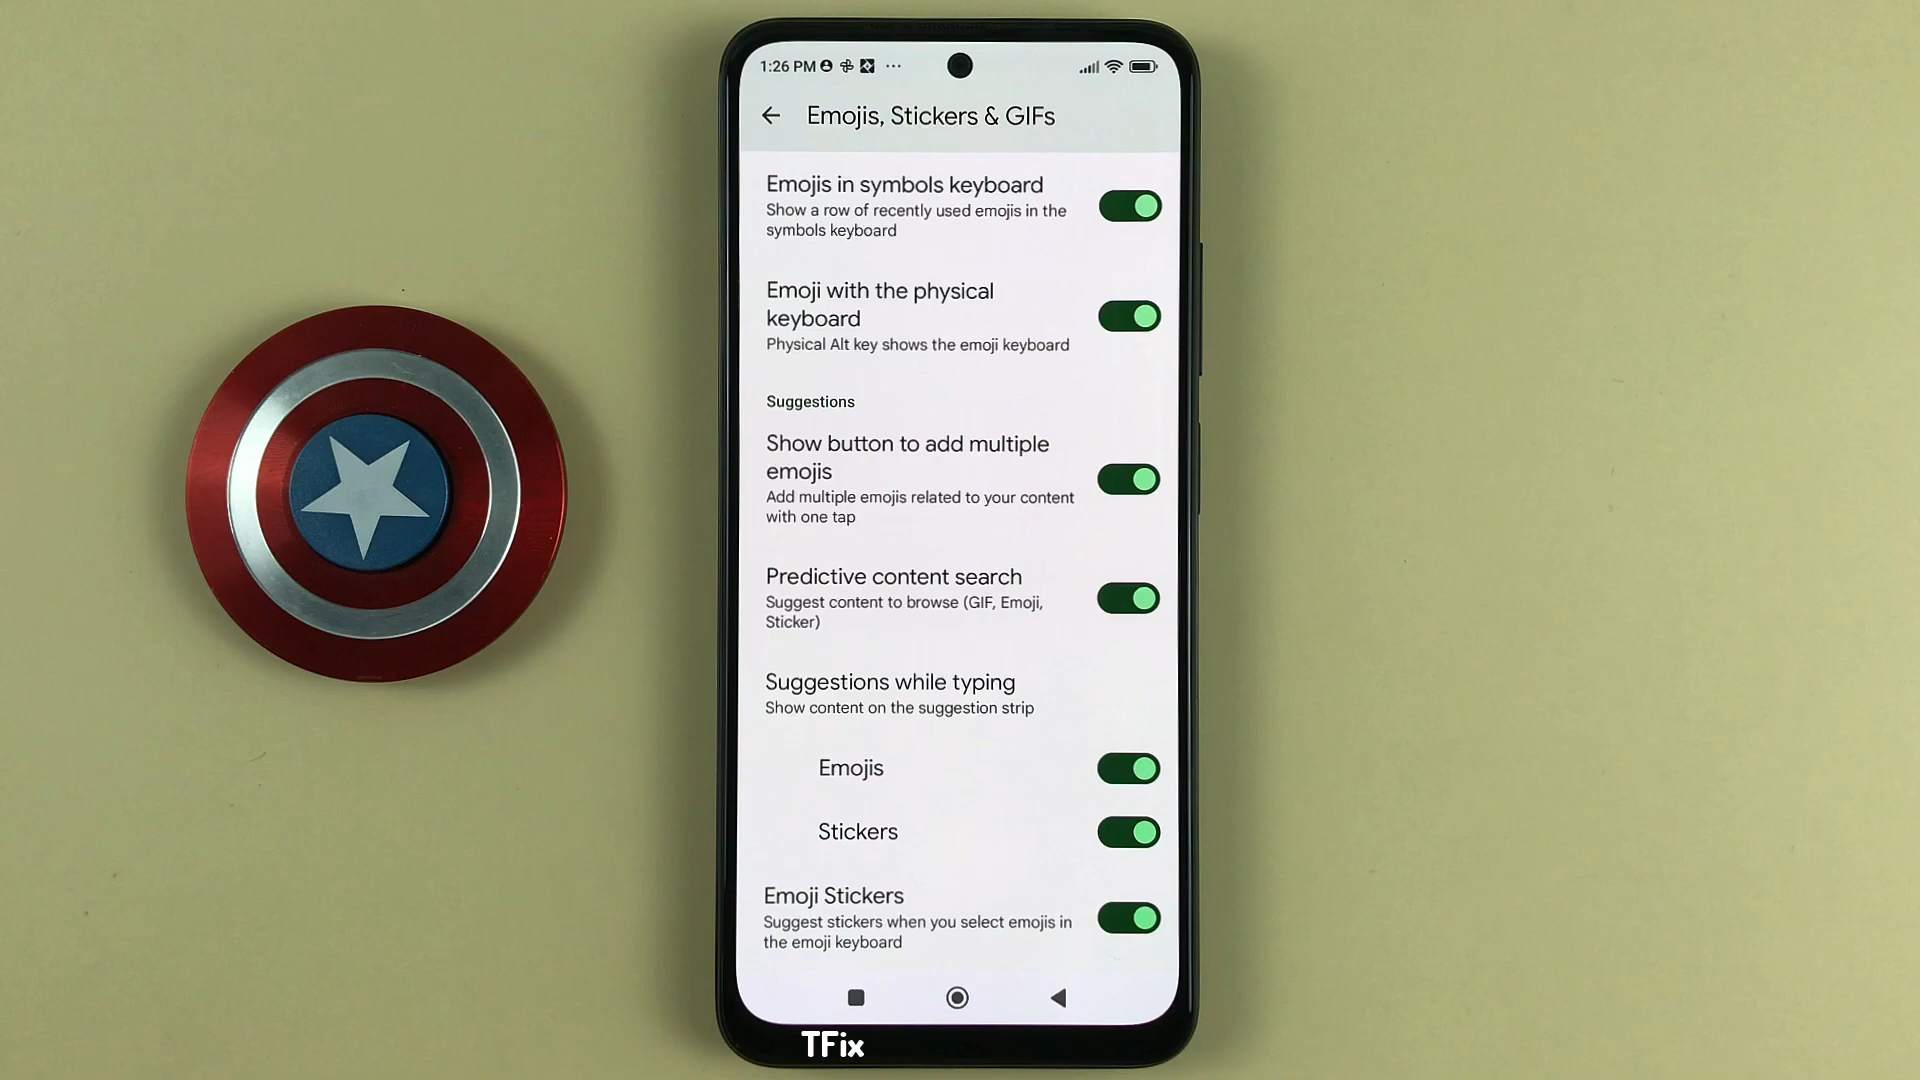 1:26 PM
Emojis, Stickers & GIFs
Emojis in symbols keyboard
Show a row of recently used emojis in the
symbols keyboard
Emoji with the physical
keyboard
Physical Alt key shows the emoji keyboard
Suggestions
Show button to add multiple
emojis
Add multiple emojis related to your content
with one tap
Predictive content search
Suggest content to browse (GIF, Emoji,
Sticker)
Suggestions while typing
Show content on the suggestion strip
Emojis
Stickers
Emoji Stickers
Suggest stickers when you select emojis in
the emoji keyboard
TFix